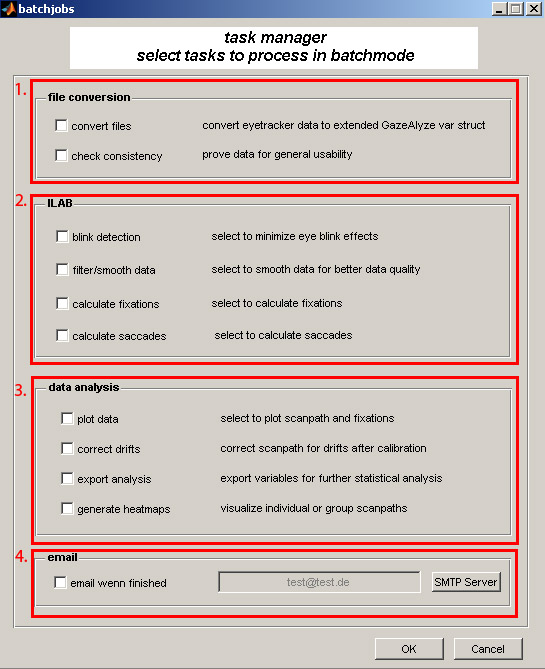 batchjobs
task manager
select tasks to process in batchmode
1.
file conversion
convert files convert eyetracker data to extended GazeAlyze var struct
check consistency prove data for general usability
2.
ILAB
blink detection select to minimize eye blink effects
filter/smooth data select to smooth data for better data quality
calculate fixations select to calculate fixations
calculate saccades select to calculate saccades
3.
data analysis
plot data select to plot scanpath and fixations
correct drifts correct scanpath for drifts after calibration
export analysis export variables for further statistical analysis
generate heatmaps visualize individual or group scanpaths
4.
email
email wenn finished test@test.de SMTP Server
OK Cancel